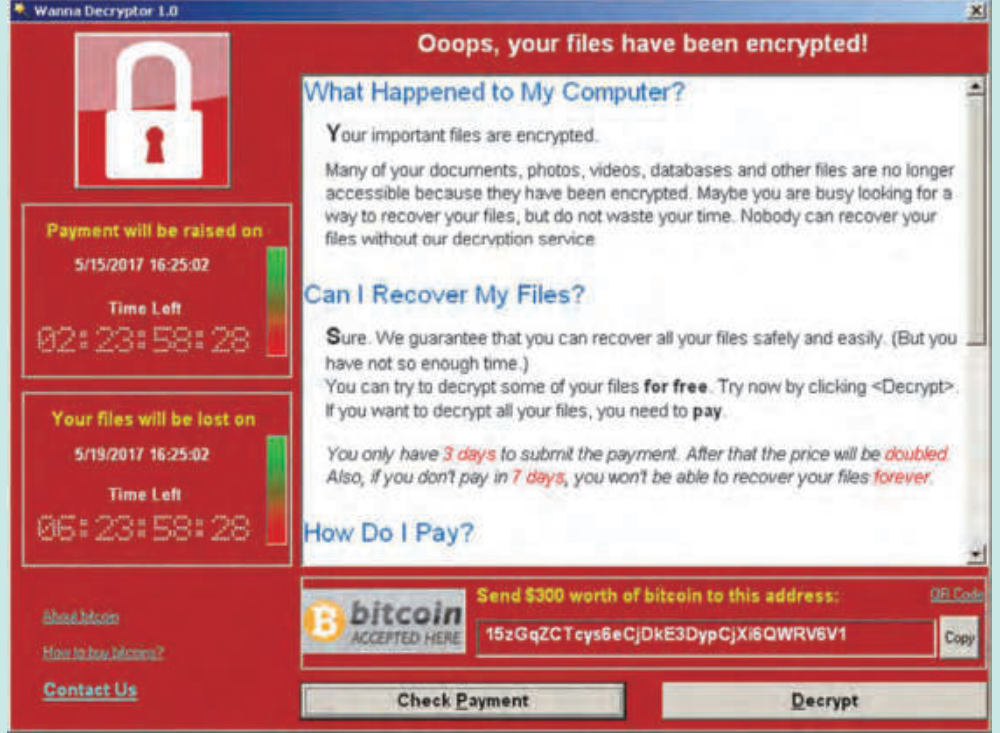 Wanna Decryptor 1.0
Ooops, your files have been encrypted!
What Happened to My Computer?
Your important files are encrypted.
Many of your documents, photos, videos, databases and other files are no longer
accessible because they have been encrypted. Maybe you are busy looking for a
way to recover your files, but do not waste your time. Nobody can recover your
files without our decryption service
Can I Recover My Files?
Sure. We guarantee that you can recover all your files safely and easily. (But you
have not so enough time.)
You can try to decrypt some of your files for free. Try now by clicking <Decrypt>.
If you want to decrypt all your files, you need to pay.
You only have 3 days to submit the payment. After that the price will be doubled.
Also, if you don't pay in 7 days, you won't be able to recover your files forever.
How Do I Pay?
Payment will be raised on
5/15/2017 16:25:02
Time Left
02:23:58:28
Your files will be lost on
5/19/2017 16:25:02
Time Left
06:23:58:28
About bitcoin
How to buy bitcoins?
Contact Us
bitcoin
ACCEPTED HERE
Send $300 worth of bitcoin to this address:
QR Code
15zGqZCTcys6eCjDkE3DypCjXi6QWRV6V1
Copy
Check Payment
Decrypt